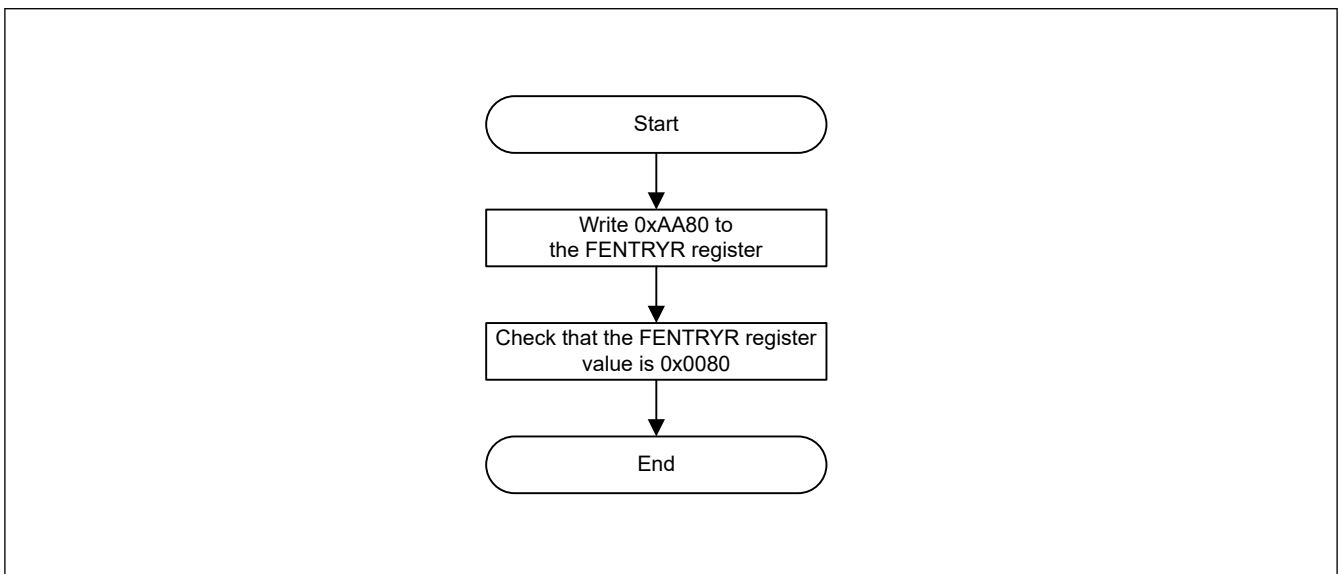 Start
Write 0xAA80 to
the FENTRYR register
Check that the FENTRYR register
value is 0x0080
End